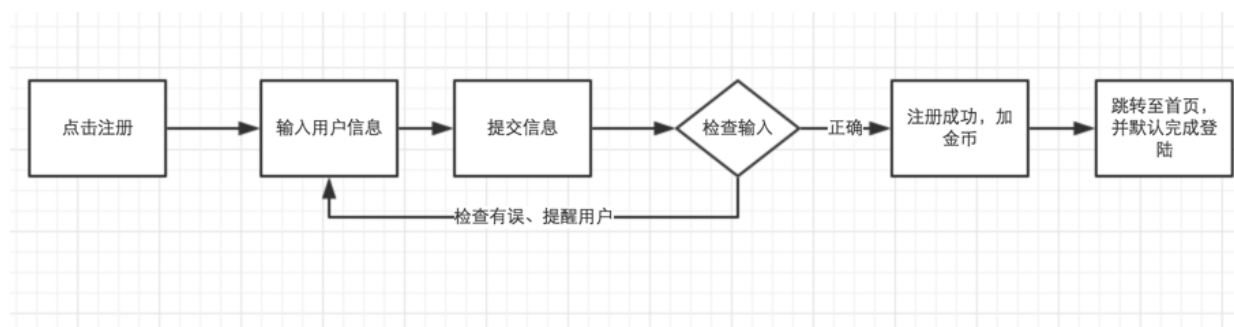 点击注册
输入用户信息
提交信息
检查输入
正确
注册成功，加
金币
跳转至首页，
并默认完成登
陆
检查有误、提醒用户